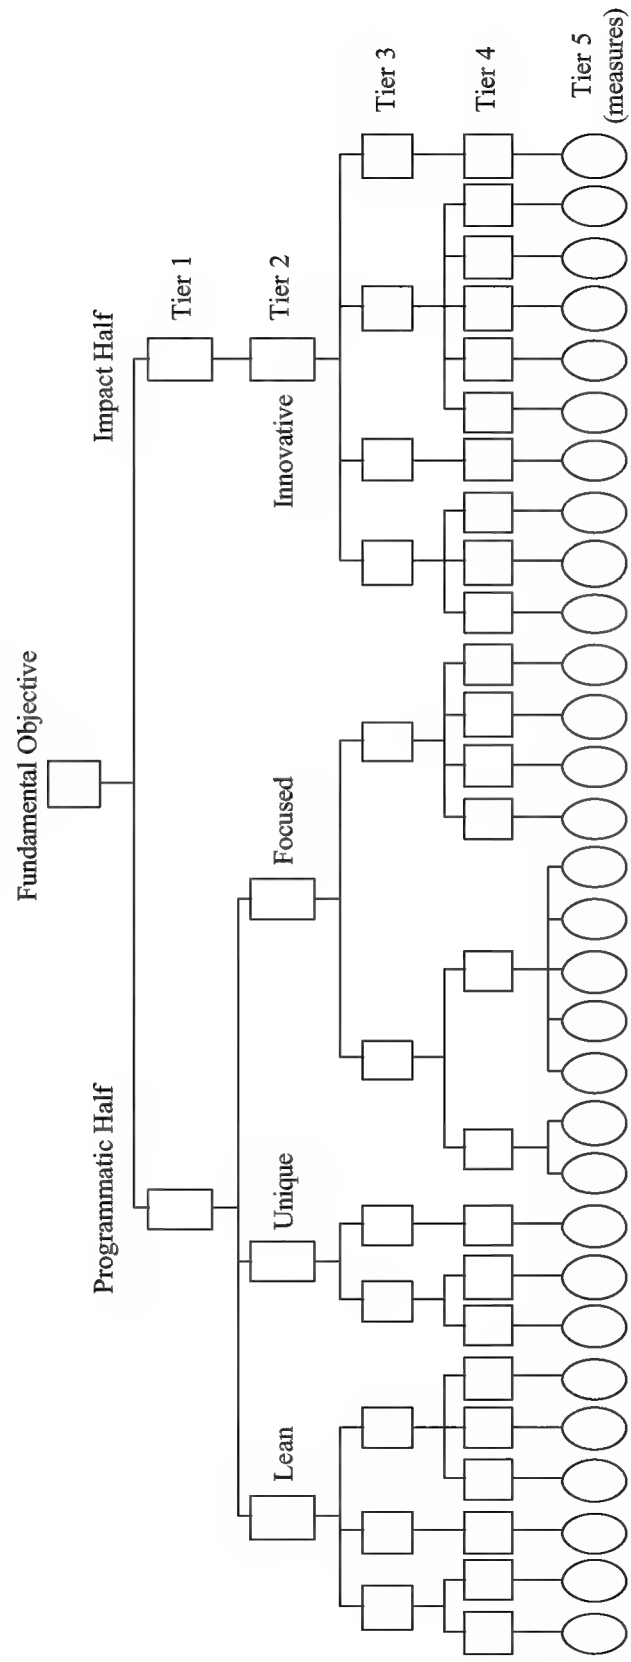 Fundamental Objective
Programmatic Half
Impact Half
Tier 1
Lean
Unique
Focused
Innovative
Tier 2
Tier 3
Tier 4
Tier 5
(measures)